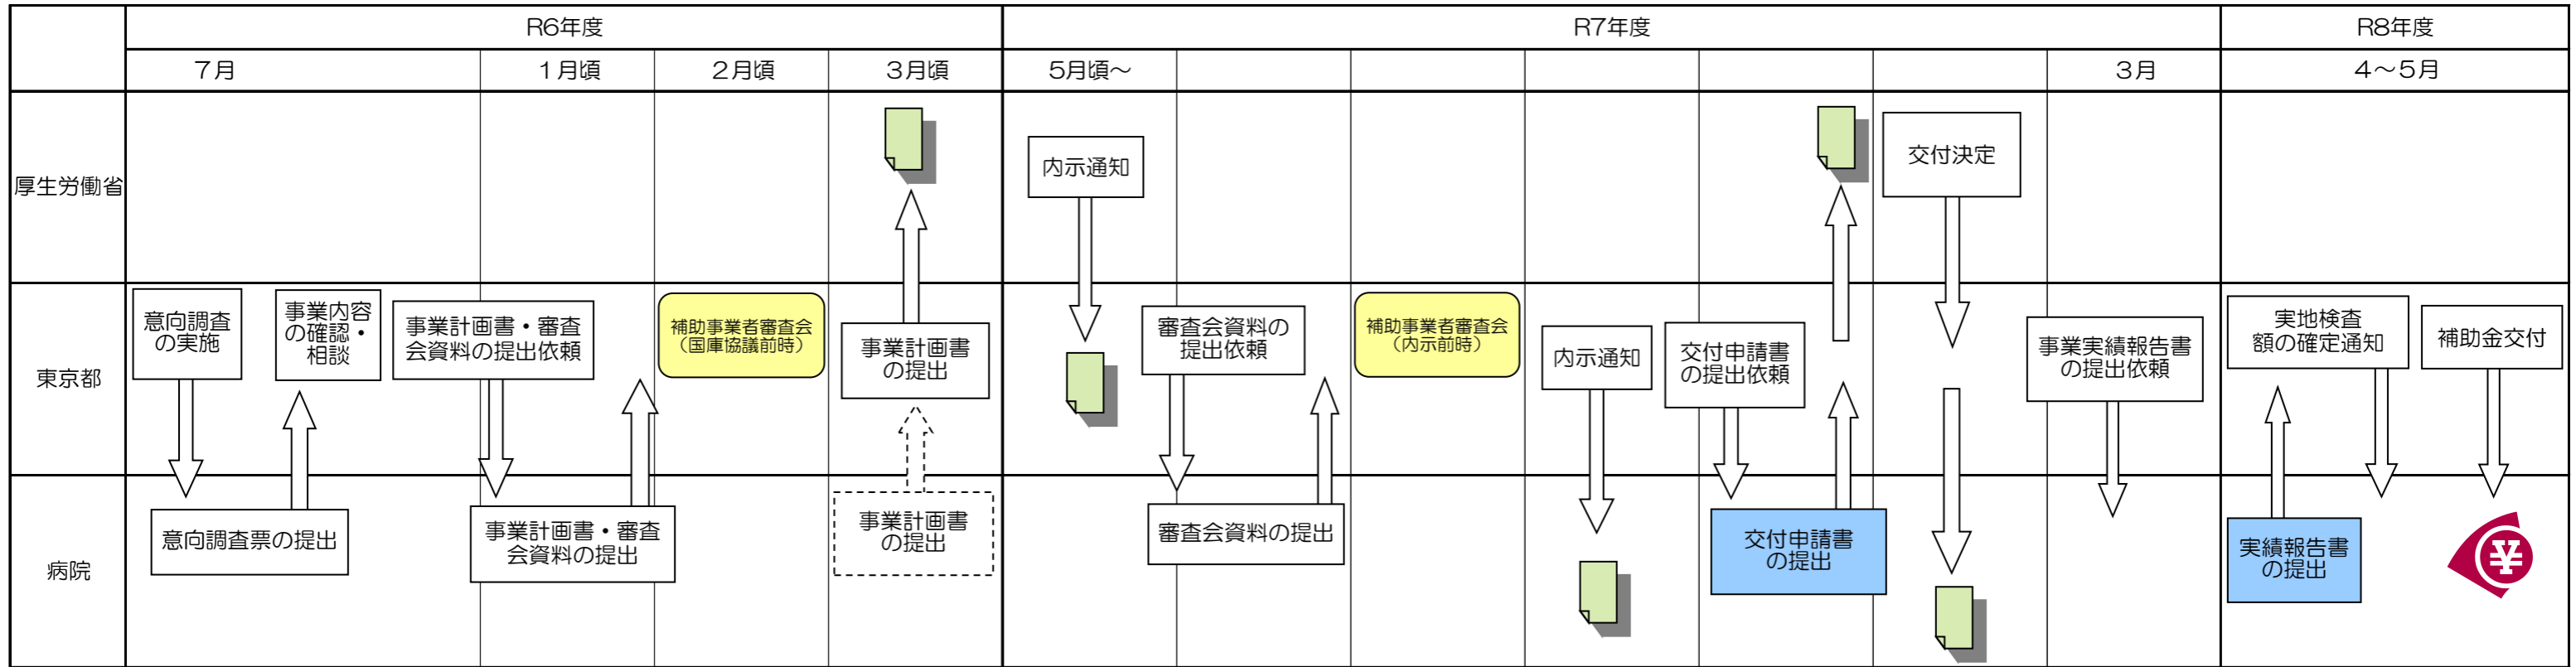 R6年度
R7年度
R8年度
7月
1月頃
2月頃
3月頃
5月頃～
3月
4～5月
厚生労働省
内示通知
交付決定
東京都
意向調査
の実施
事業内容
の確認・
相談
事業計画書・審査
会資料の提出依頼
補助事業者審査会
（国庫協議前時）
事業計画書
の提出
審査会資料の
提出依頼
補助事業者審査会
（内示前時）
内示通知
交付申請書
の提出依頼
事業実績報告書
の提出依頼
実地検査
額の確定通知
補助金交付
病院
意向調査票の提出
事業計画書・審査
会資料の提出
事業計画書
の提出
審査会資料の提出
交付申請書
の提出
実績報告書
の提出
¥